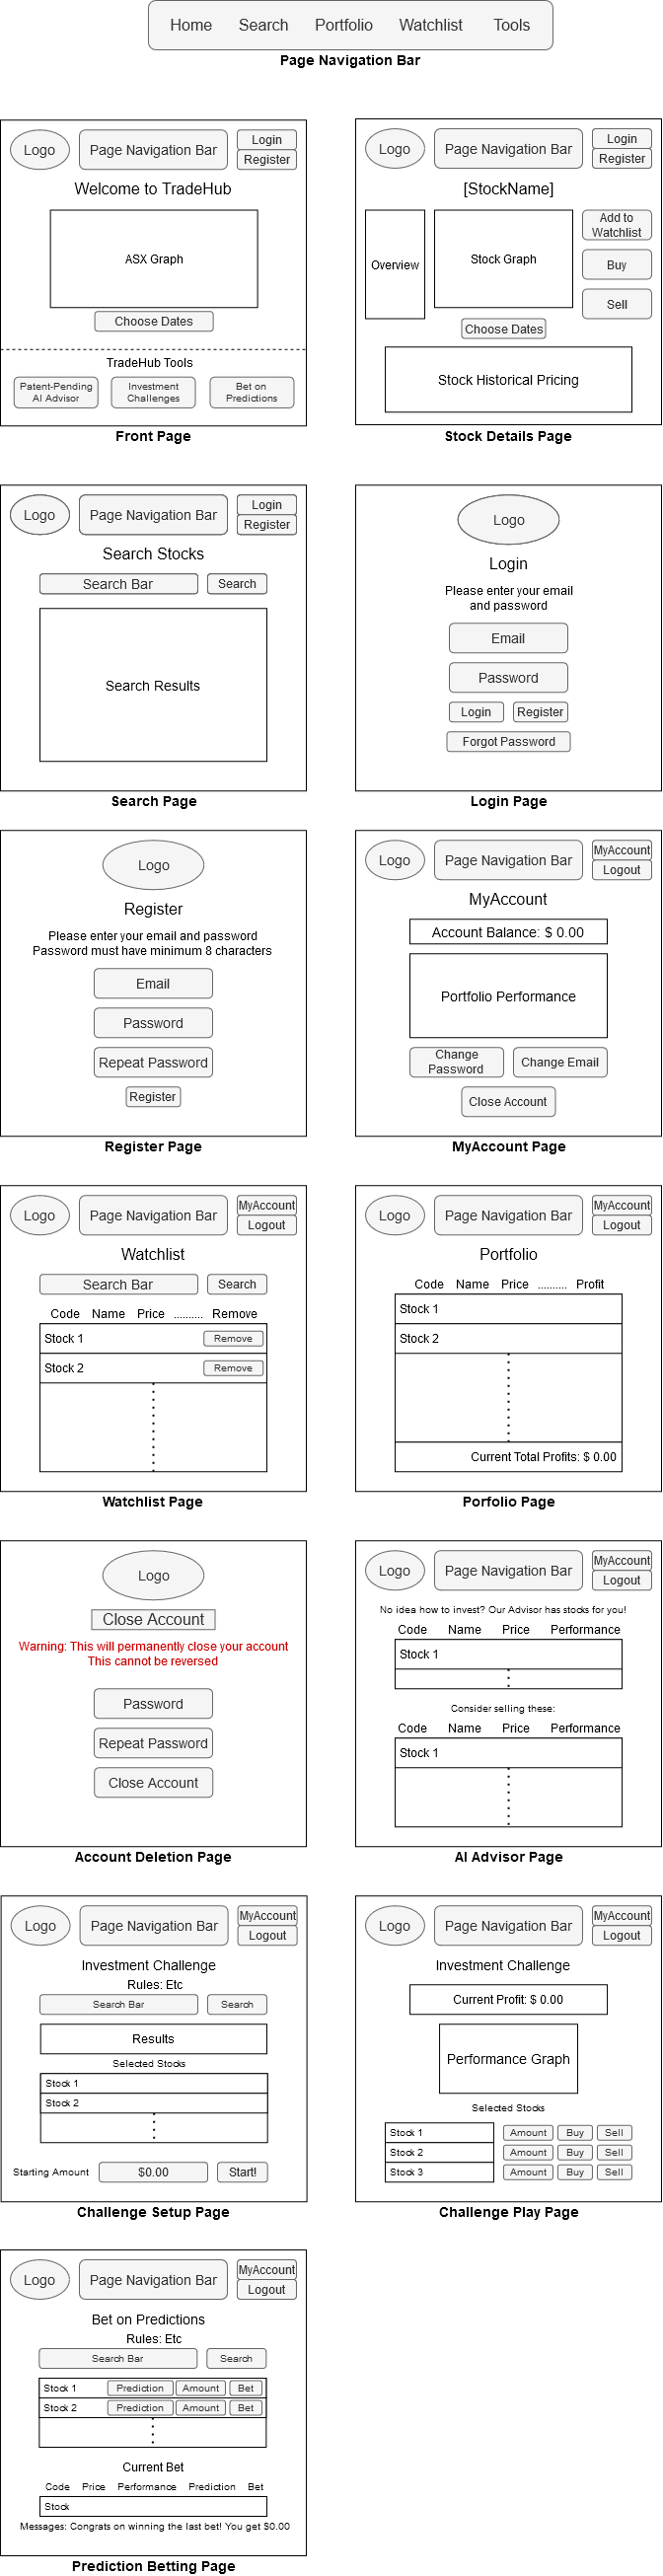 Home Search Portfolio Watchlist Tools
Page Navigation Bar
Logo
Page Navigation Bar
Login
Register
Welcome to TradeHub
ASX Graph
Choose Dates
TradeHub Tools
Patent-Pending
AI Advisor
Investment
Challenges
Bet on
Predictions
Front Page
Logo
Page Navigation Bar
Login
Register
[StockName]
Overview
Stock Graph
Add to
Watchlist
Buy
Sell
Choose Dates
Stock Historical Pricing
Stock Details Page
Logo
Page Navigation Bar
Login
Register
Search Stocks
Search Bar
Search
Search Results
Search Page
Logo
Login
Please enter your email
and password
Email
Password
Login
Register
Forgot Password
Login Page
Logo
Register
Please enter your email and password
Password must have minimum 8 characters
Email
Password
Repeat Password
Register
Register Page
Logo
Page Navigation Bar
MyAccount
Logout
MyAccount
Account Balance: $ 0.00
Portfolio Performance
Change
Password
Change Email
Close Account
MyAccount Page
Logo
Page Navigation Bar
MyAccount
Logout
Watchlist
Search Bar
Search
Code Name Price .......... Remove
Stock 1 Remove
Stock 2 Remove
Watchlist Page
Logo
Page Navigation Bar
MyAccount
Logout
Portfolio
Code Name Price .......... Profit
Stock 1
Stock 2
Current Total Profits: $ 0.00
Porfolio Page
Logo
Close Account
Warning: This will permanently close your account
This cannot be reversed
Password
Repeat Password
Close Account
Account Deletion Page
Logo
Page Navigation Bar
MyAccount
Logout
No idea how to invest? Our Advisor has stocks for you!
Code Name Price Performance
Stock 1
Consider selling these:
Code Name Price Performance
Stock 1
AI Advisor Page
Logo
Page Navigation Bar
MyAccount
Logout
Investment Challenge
Rules: Etc
Search Bar
Search
Results
Selected Stocks
Stock 1
Stock 2
Starting Amount $0.00 Start!
Challenge Setup Page
Logo
Page Navigation Bar
MyAccount
Logout
Investment Challenge
Current Profit: $ 0.00
Performance Graph
Selected Stocks
Stock 1 Amount Buy Sell
Stock 2 Amount Buy Sell
Stock 3 Amount Buy Sell
Challenge Play Page
Logo
Page Navigation Bar
MyAccount
Logout
Bet on Predictions
Rules: Etc
Search Bar
Search
Stock 1 Prediction Amount Bet
Stock 2 Prediction Amount Bet
Current Bet
Code Price Performance Prediction Bet
Stock
Messages: Congrats on winning the last bet! You get $0.00
Prediction Betting Page